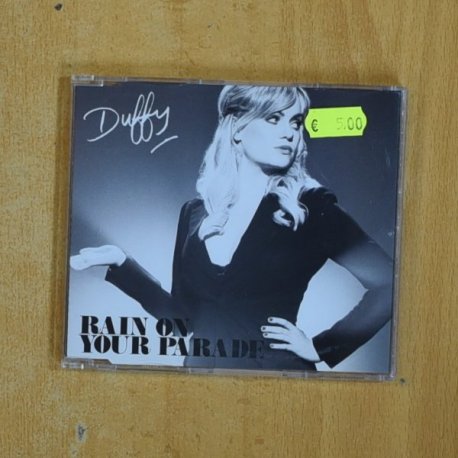 Duffy
€ 5.00
RAIN ON
YOUR PARADE